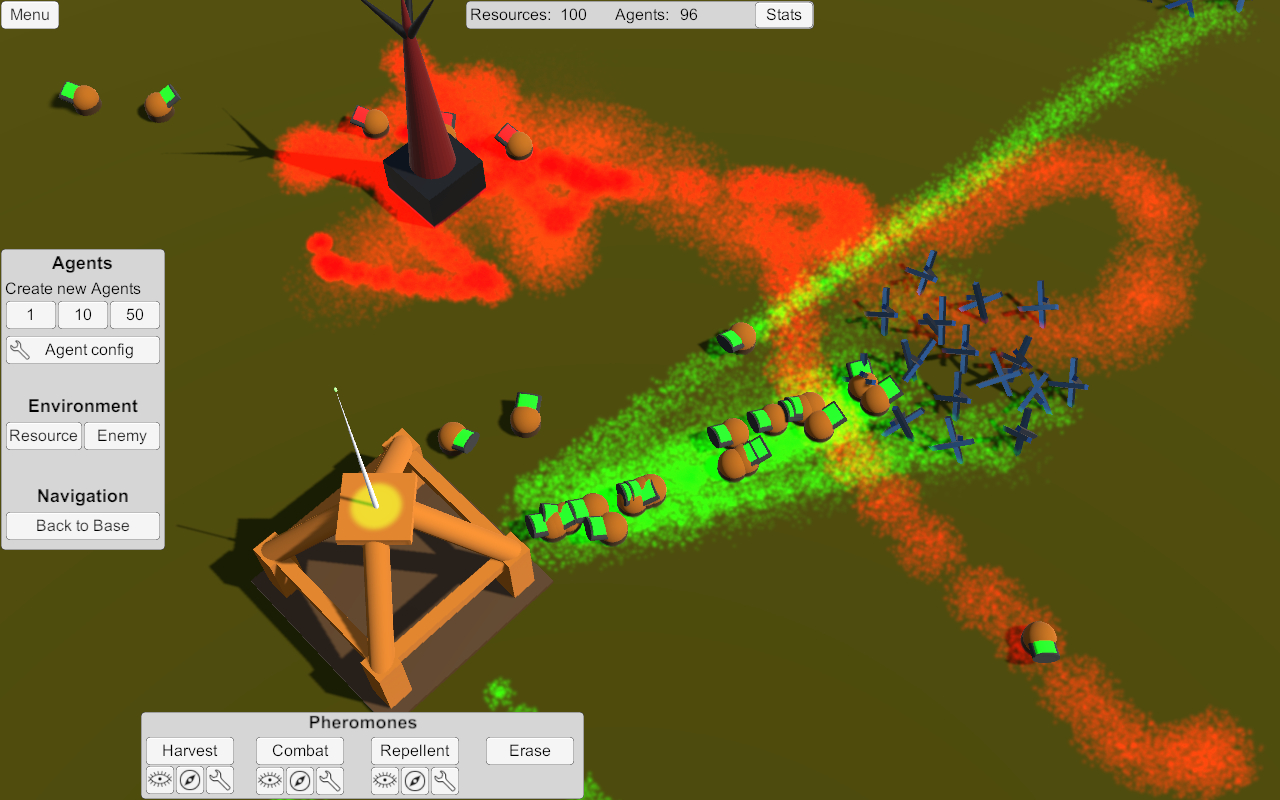 Menu
Resources: 100 Agents: 96 Stats
Agents
Create new Agents
1 10 50
Agent config
Environment
Resource Enemy
Navigation
Back to Base
Pheromones
Harvest Combat Repellent Erase